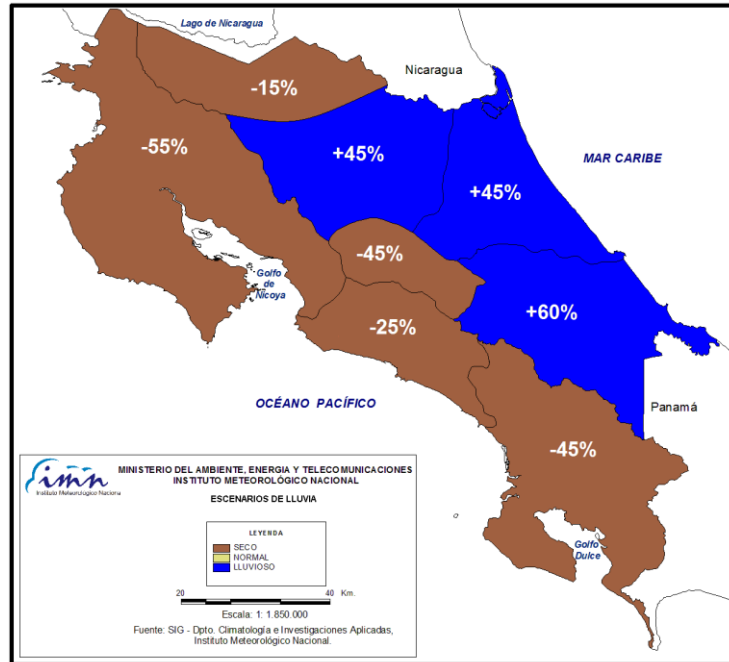 Lago de Nicaragua
Nicaragua
-15%
-55%
+45%
MAR CARIBE
+45%
-45%
Golfo
de
Nicoya
+60%
-25%
OCÉANO PACÍFICO
Panamá
-45%
imn
Instituto Meteorológico Naciona
MINISTERIO DEL AMBIENTE, ENERGIA Y TELECOMUNICACIONES
INSTITUTO METEOROLÓGICO NACIONAL
ESCENARIOS DE LLUVIA
LEYENDA
SECO
NORMAL
LLUVIOSO
Golfo
Dulce
20 40 Km.
Escala: 1: 1.850.000
Fuente: SIG - Dpto. Climatología e Investigaciones Aplicadas,
Instituto Meteorológico Nacional.